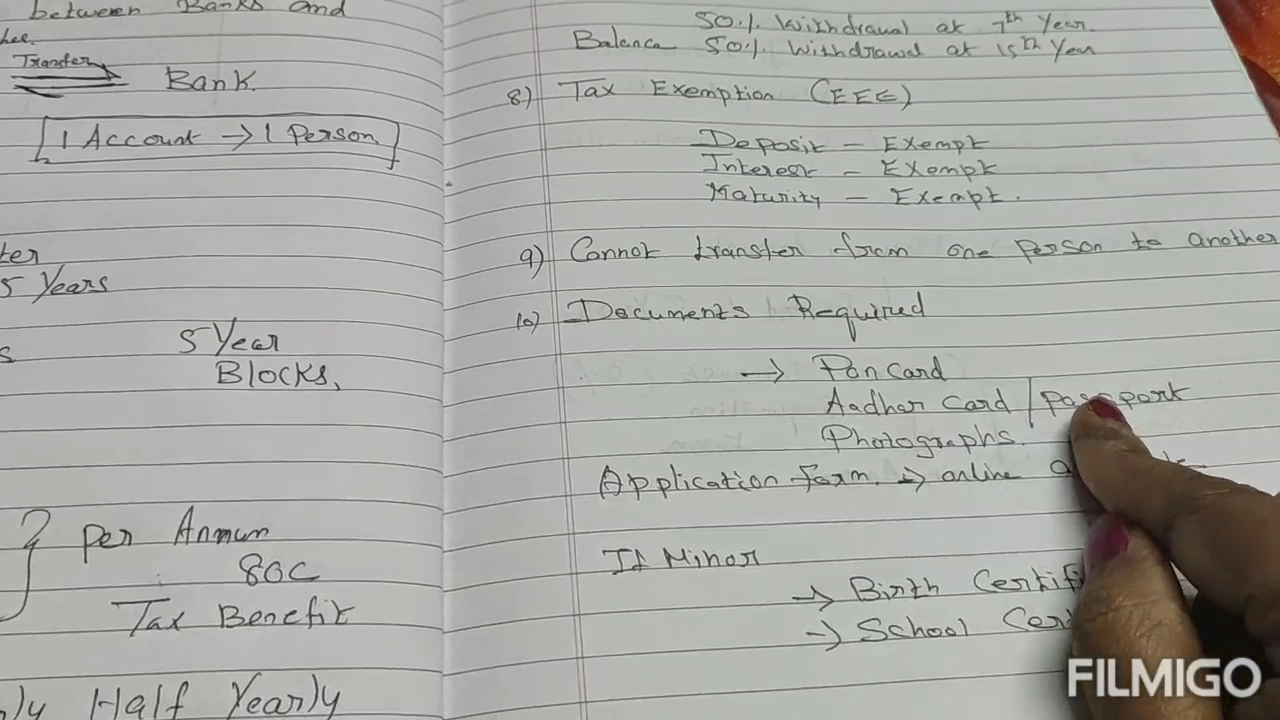 between Banks and
Transfer
Bank
1 Account → 1 Person
5 Years
5 Year
Blocks,
Per Annum
80C
Tax Benefit
Half Yearly
50% Withdrawal at 7th Year.
Balance 50% Withdrawal at 15th Year
8) Tax Exemption (EEE)
Deposit - Exempt
Interest - Exempt
Maturity - Exempt.
9) Cannot transfer from one person to another
10) Documents Required
→ Pan card
Aadhar card / Passport
Photographs.
Application form → online
If Minor
→ Birth Certifi
→ School Cert
FILMIGO